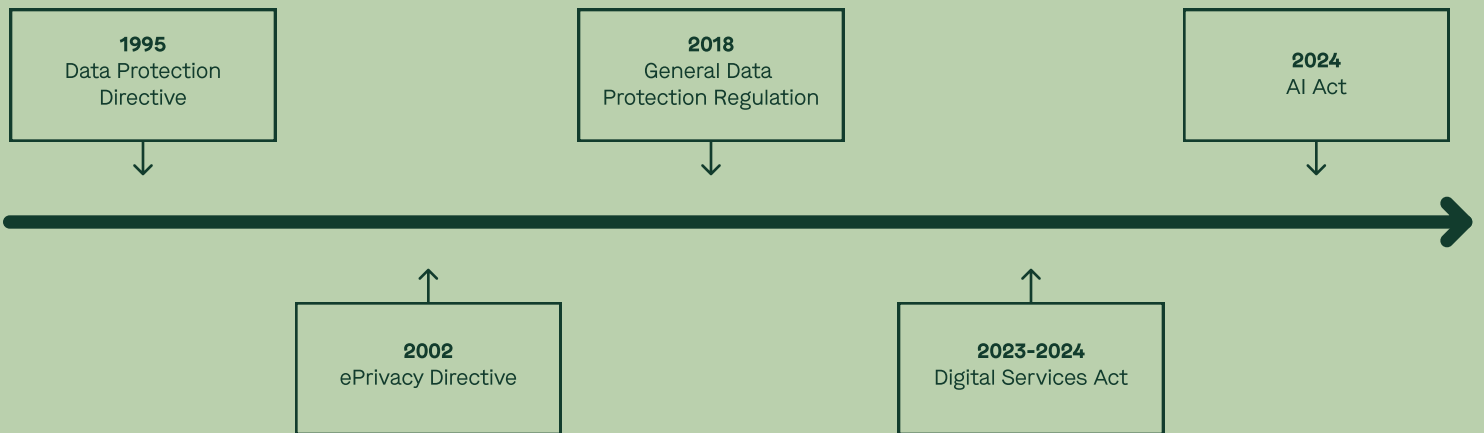 1995
Data Protection
Directive
2018
General Data
Protection Regulation
2024
AI Act
2002
ePrivacy Directive
2023-2024
Digital Services Act